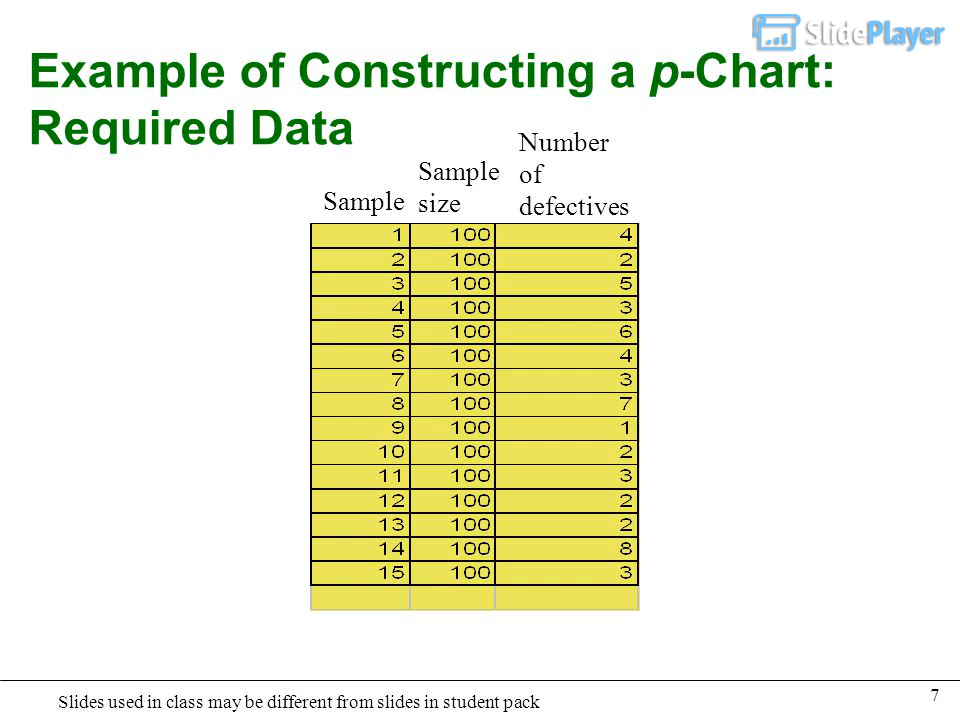 SlidePlayer
Example of Constructing a p-Chart:
Required Data
Sample
Sample
size
Number
of
defectives
1 100 4
2 100 2
3 100 5
4 100 3
5 100 6
6 100 4
7 100 3
8 100 7
9 100 1
10 100 2
11 100 3
12 100 2
13 100 2
14 100 8
15 100 3
Slides used in class may be different from slides in student pack
7